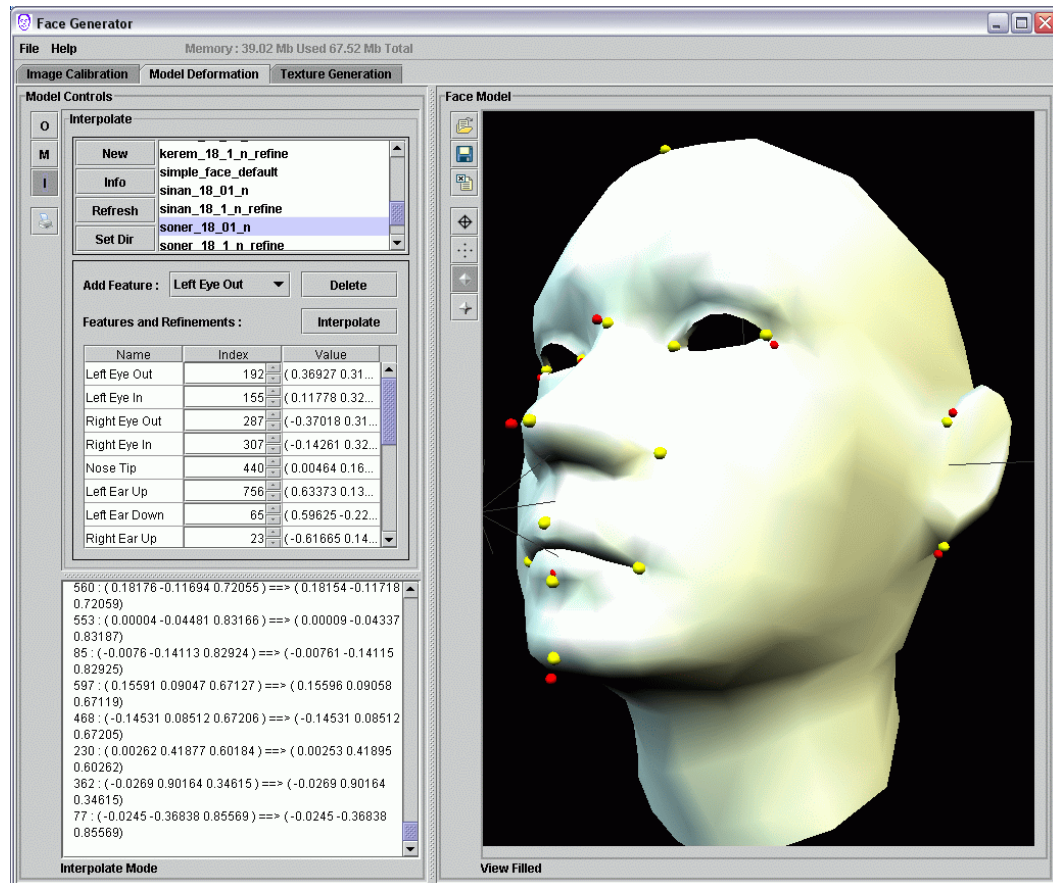 Face Generator
File Help Memory : 39.02 Mb Used 67.52 Mb Total
Image Calibration Model Deformation Texture Generation
Model Controls
Face Model
O
M
I
Interpolate
New
Info
Refresh
Set Dir
kerem_18_1_n_refine
simple_face_default
sinan_18_01_n
sinan_18_1_n_refine
soner_18_01_n
soner_18_1_n_refine
Add Feature : Left Eye Out Delete
Features and Refinements : Interpolate
Name Index Value
Left Eye Out 192 ( 0.36927 0.31...
Left Eye In 155 ( 0.11778 0.32...
Right Eye Out 287 ( -0.37018 0.31...
Right Eye In 307 ( -0.14261 0.32...
Nose Tip 440 ( 0.00464 0.16...
Left Ear Up 756 ( 0.63373 0.13...
Left Ear Down 65 ( 0.59625 -0.22...
Right Ear Up 23 ( -0.61665 0.14...
560 : ( 0.18176 -0.11694 0.72055 ) ==> ( 0.18154 -0.11718
0.72059)
553 : ( 0.00004 -0.04481 0.83166 ) ==> ( 0.00009 -0.04337
0.83187)
85 : ( -0.0076 -0.14113 0.82924 ) ==> ( -0.00761 -0.14115
0.82925)
597 : ( 0.15591 0.09047 0.67127 ) ==> ( 0.15596 0.09058
0.67119)
468 : ( -0.14531 0.08512 0.67206 ) ==> ( -0.14531 0.08512
0.67205)
230 : ( 0.00262 0.41877 0.60184 ) ==> ( 0.00253 0.41895
0.60262)
362 : ( -0.0269 0.90164 0.34615 ) ==> ( -0.0269 0.90164
0.34615)
77 : ( -0.0245 -0.36838 0.85569 ) ==> ( -0.0245 -0.36838
0.85569)
Interpolate Mode
View Filled